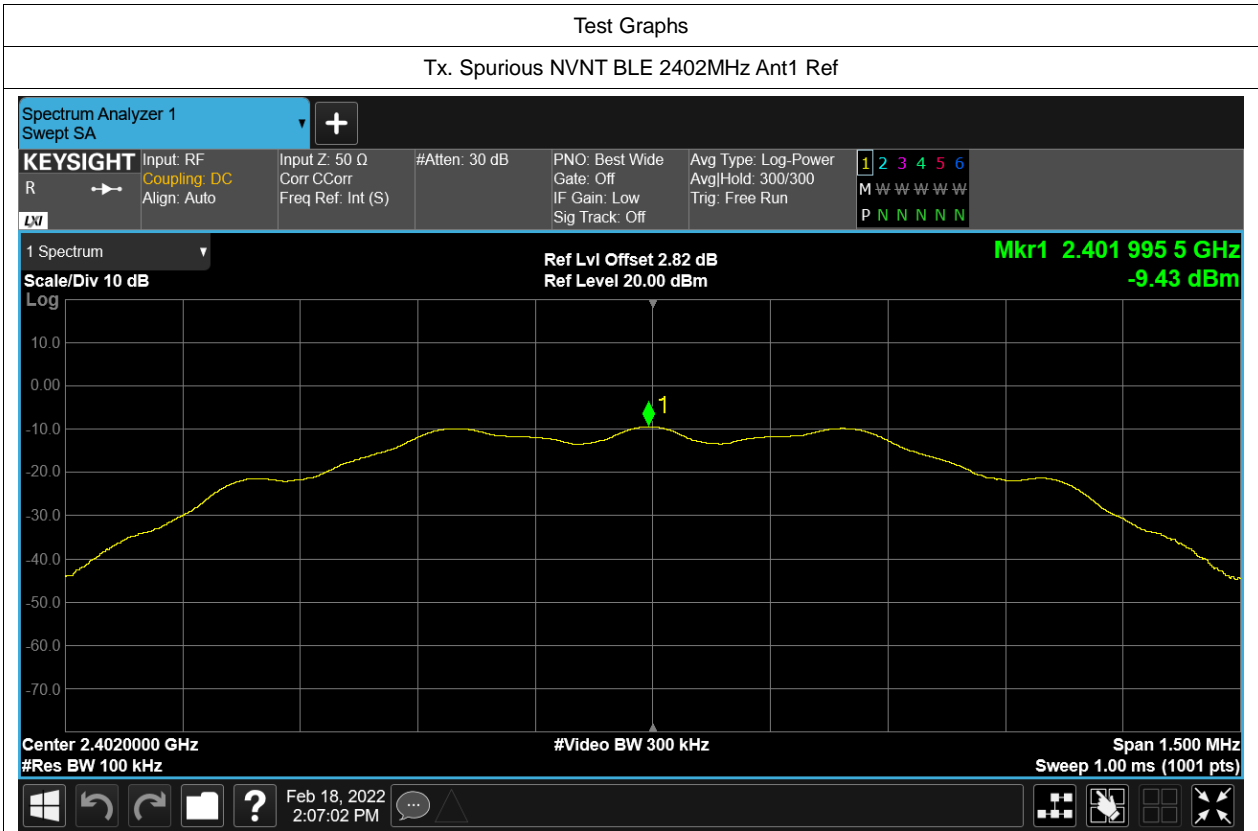 Test Graphs
Tx. Spurious NVNT BLE 2402MHz Ant1 Ref
Spectrum Analyzer 1
Swept SA
+
KEYSIGHT Input: RF Input Z: 50 Ω #Atten: 30 dB PNO: Best Wide Avg Type: Log-Power 1 2 3 4 5 6
R Coupling: DC Corr CCorr Gate: Off Avg|Hold: 300/300 M W W W W W
Align: Auto Freq Ref: Int (S) IF Gain: Low Trig: Free Run
LXI Sig Track: Off P N N N N N
1 Spectrum Ref Lvl Offset 2.82 dB Mkr1 2.401 995 5 GHz
Scale/Div 10 dB Ref Level 20.00 dBm -9.43 dBm
Log
10.0
0.00
1
-10.0
-20.0
-30.0
-40.0
-50.0
-60.0
-70.0
Center 2.4020000 GHz #Video BW 300 kHz Span 1.500 MHz
#Res BW 100 kHz Sweep 1.00 ms (1001 pts)
? Feb 18, 2022
2:07:02 PM